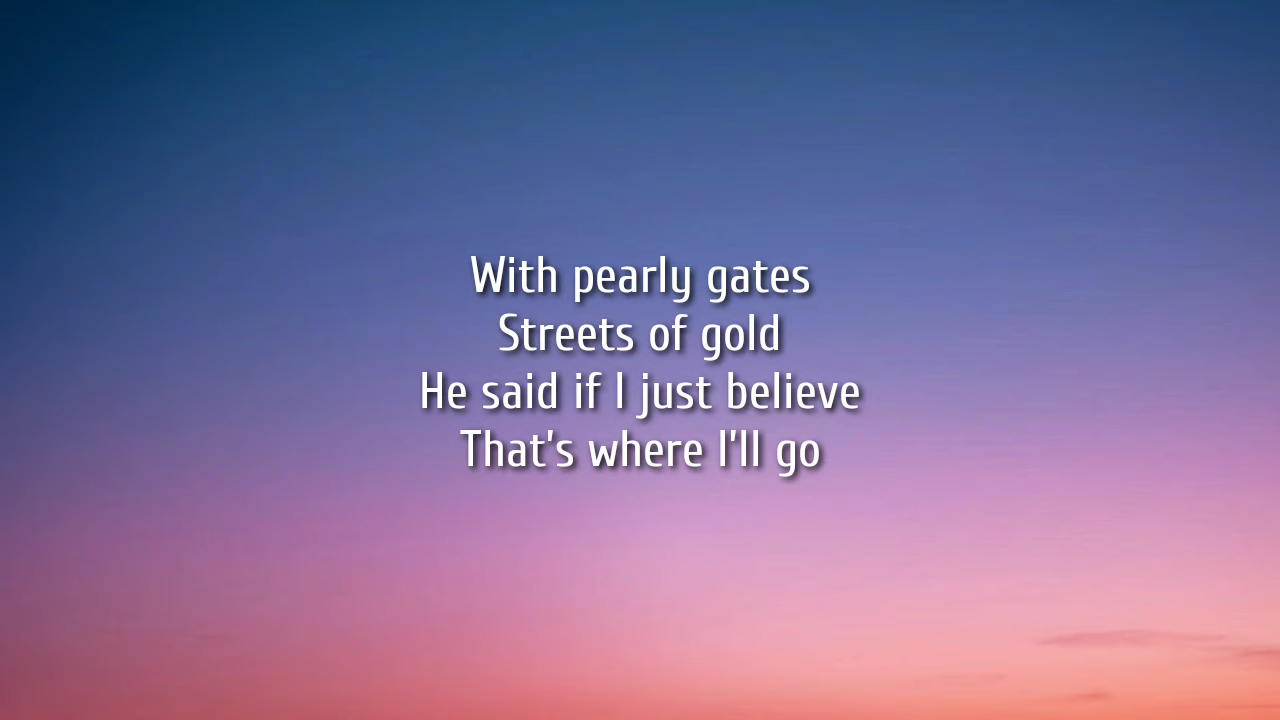 With pearly gates
Streets of gold
He said if I just believe
That's where I'll go